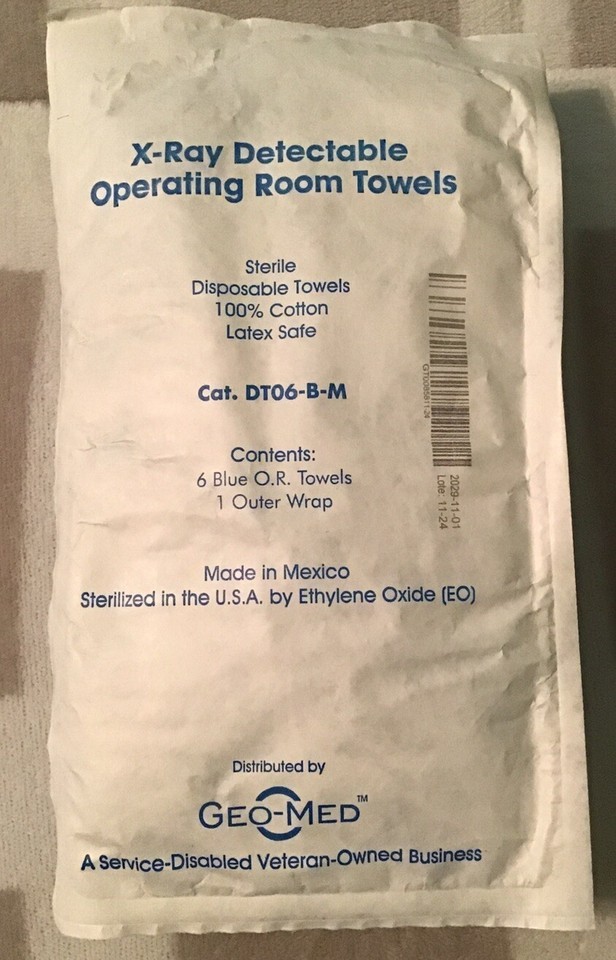 X-Ray Detectable
Operating Room Towels
Sterile
Disposable Towels
100% Cotton
Latex Safe
Cat. DT06-B-M
Contents:
6 Blue O.R. Towels
1 Outer Wrap
Made in Mexico
Sterilized in the U.S.A. by Ethylene Oxide (EO)
2029-11-01
Lote: 11-24
Distributed by
GEO-MED™
A Service-Disabled Veteran-Owned Business